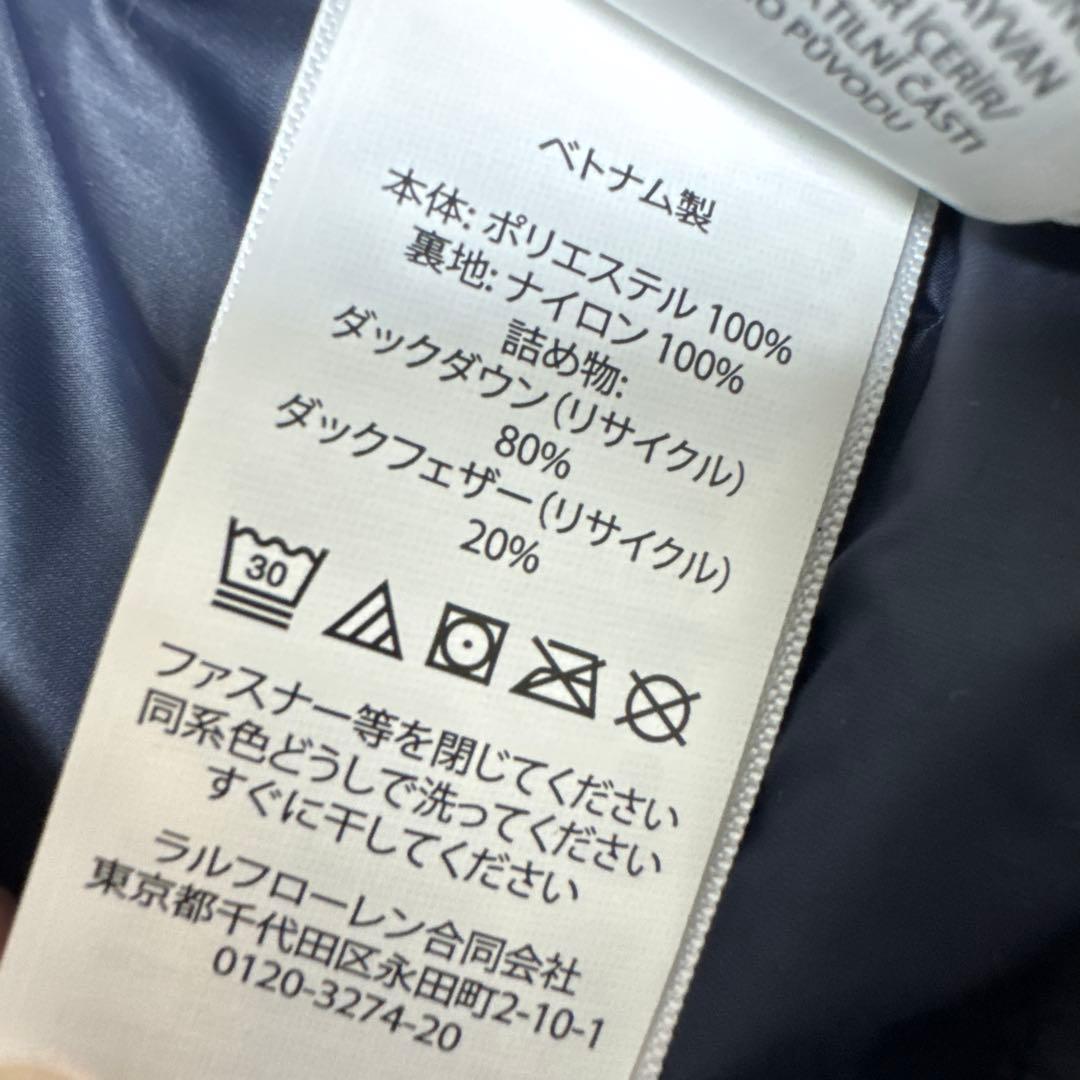 AYVAN
R İÇERİR/
ATILNÍ ČÁSTI
O PŮVODU
ベトナム製
本体: ポリエステル 100%
裏地: ナイロン 100%
詰め物:
ダックダウン (リサイクル)
80%
ダックフェザー (リサイクル)
20%
30
ファスナー等を閉じてください
同系色どうしで洗ってください
すぐに干してください
ラルフローレン合同会社
東京都千代田区永田町2-10-1
0120-3274-20